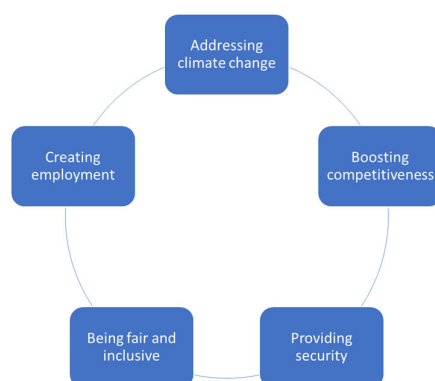 Addressing
climate change
Boosting
competitiveness
Providing
security
Being fair and
inclusive
Creating
employment